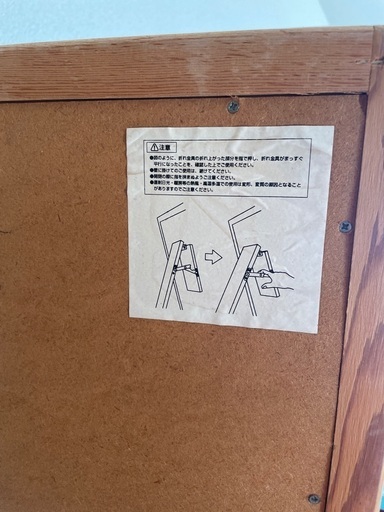 ⚠注意
●図のように、折れ金具の折れ上がった部分を指で押し、折れ金具がまっすぐ
平行になったことを、確認した上でご使用ください。
●壁に掛けてのご使用は、避けてください。
●開閉の際に指を挟まぬようご注意ください。
●直射日光・暖房等の熱風・高温多湿での使用は変形、変質の原因となること
がありますのでご注意ください。